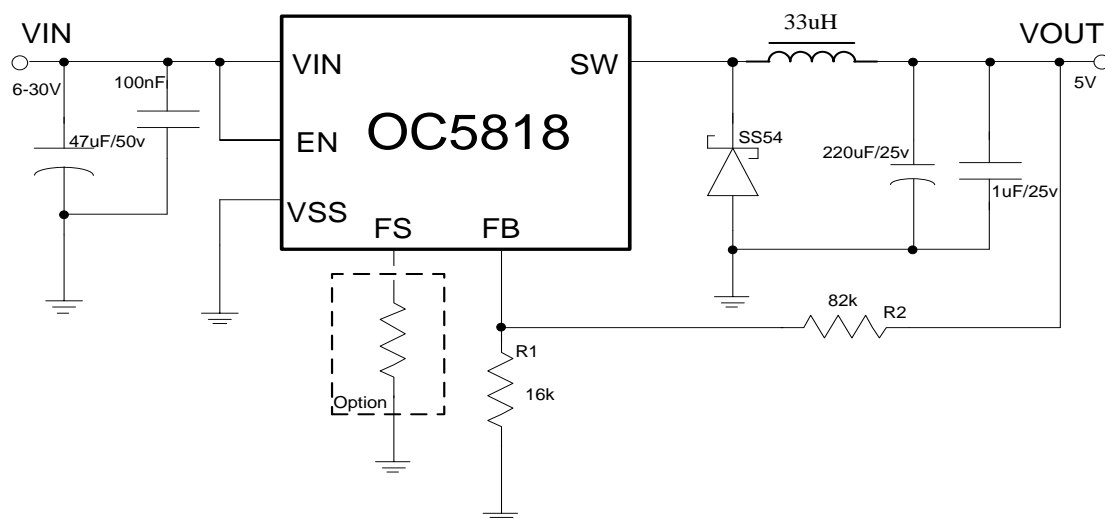 33uH
VIN
VOUT
VIN
SW
6-30V
100nF
5V
OC5818
47uF/50v
EN
SS54
220uF/25v
1uF/25v
VSS
FS
FB
82k
R2
R1
16k
Option